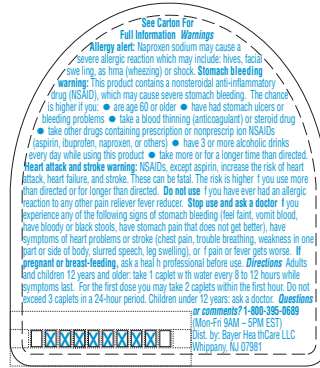 See Carton For
Full Information Warnings
Allergy alert: Naproxen sodium may cause a
severe allergic reaction which may include: hives, facial
swe ling, as hma (wheezing) or shock. Stomach bleeding
warning: This product contains a nonsteroidal anti-inflammatory
drug (NSAID), which may cause severe stomach bleeding. The chance
is higher if you: ● are age 60 or older ● have had stomach ulcers or
bleeding problems ● take a blood thinning (anticoagulant) or steroid drug
● take other drugs containing prescription or nonprescrip ion NSAIDs
(aspirin, ibuprofen, naproxen, or others) ● have 3 or more alcoholic drinks
every day while using this product ● take more or for a longer time than directed.
Heart attack and stroke warning: NSAIDs, except aspirin, increase the risk of heart
attack, heart failure, and stroke. These can be fatal. The risk is higher f you use more
than directed or for longer than directed. Do not use f you have ever had an allergic
reaction to any other pain reliever fever reducer. Stop use and ask a doctor f you
experience any of the following signs of stomach bleeding (feel faint, vomit blood,
have bloody or black stools, have stomach pain that does not get better), have
symptoms of heart problems or stroke (chest pain, trouble breathing, weakness in one
part or side of body, slurred speech, leg swelling), or f pain or fever gets worse. If
pregnant or breast-feeding, ask a heal h professional before use. Directions Adults
and children 12 years and older: take 1 caplet w th water every 8 to 12 hours while
symptoms last. For the first dose you may take 2 caplets within the first hour. Do not
exceed 3 caplets in a 24-hour period. Children under 12 years: ask a doctor. Questions
or comments? 1-800-395-0689
(Mon-Fri 9AM – 5PM EST)
Dist. by: Bayer Hea thCare LLC
Whippany, NJ 07981
XXXXXXX